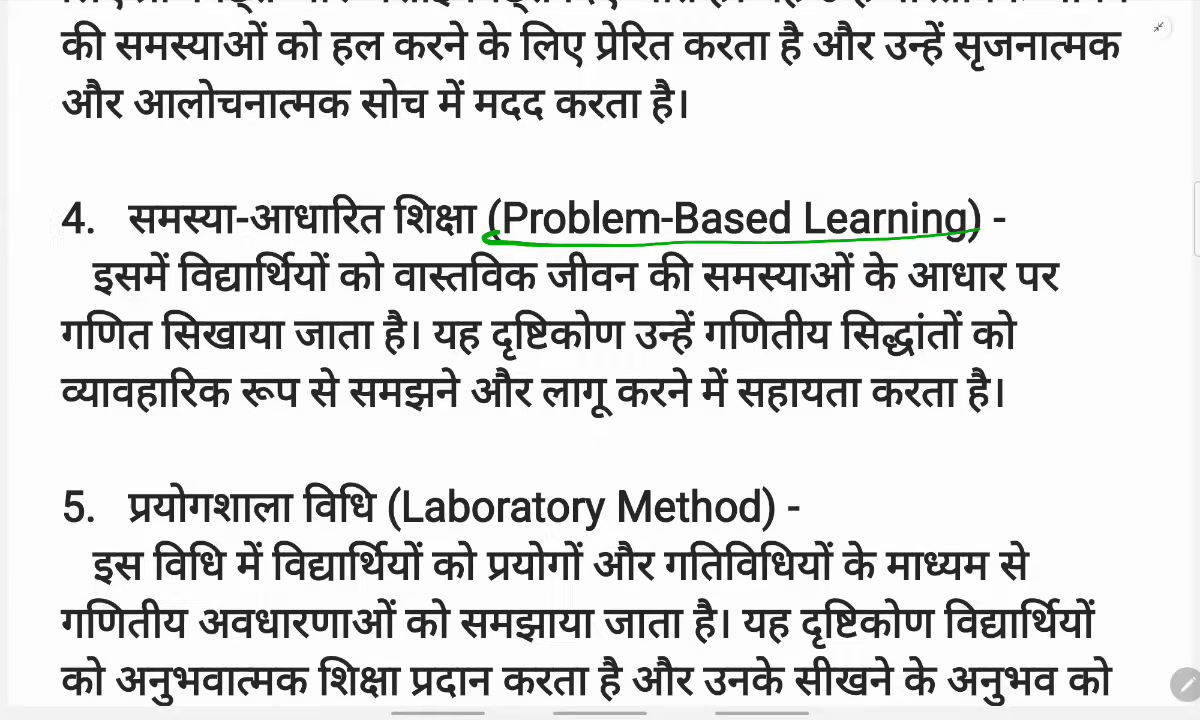 की समस्याओं को हल करने के लिए प्रेरित करता है और उन्हें सृजनात्मक
और आलोचनात्मक सोच में मदद करता है।
4. समस्या-आधारित शिक्षा (Problem-Based Learning) -
इसमें विद्यार्थियों को वास्तविक जीवन की समस्याओं के आधार पर
गणित सिखाया जाता है। यह दृष्टिकोण उन्हें गणितीय सिद्धांतों को
व्यावहारिक रूप से समझने और लागू करने में सहायता करता है।
5. प्रयोगशाला विधि (Laboratory Method) -
इस विधि में विद्यार्थियों को प्रयोगों और गतिविधियों के माध्यम से
गणितीय अवधारणाओं को समझाया जाता है। यह दृष्टिकोण विद्यार्थियों
को अनुभवात्मक शिक्षा प्रदान करता है और उनके सीखने के अनुभव को